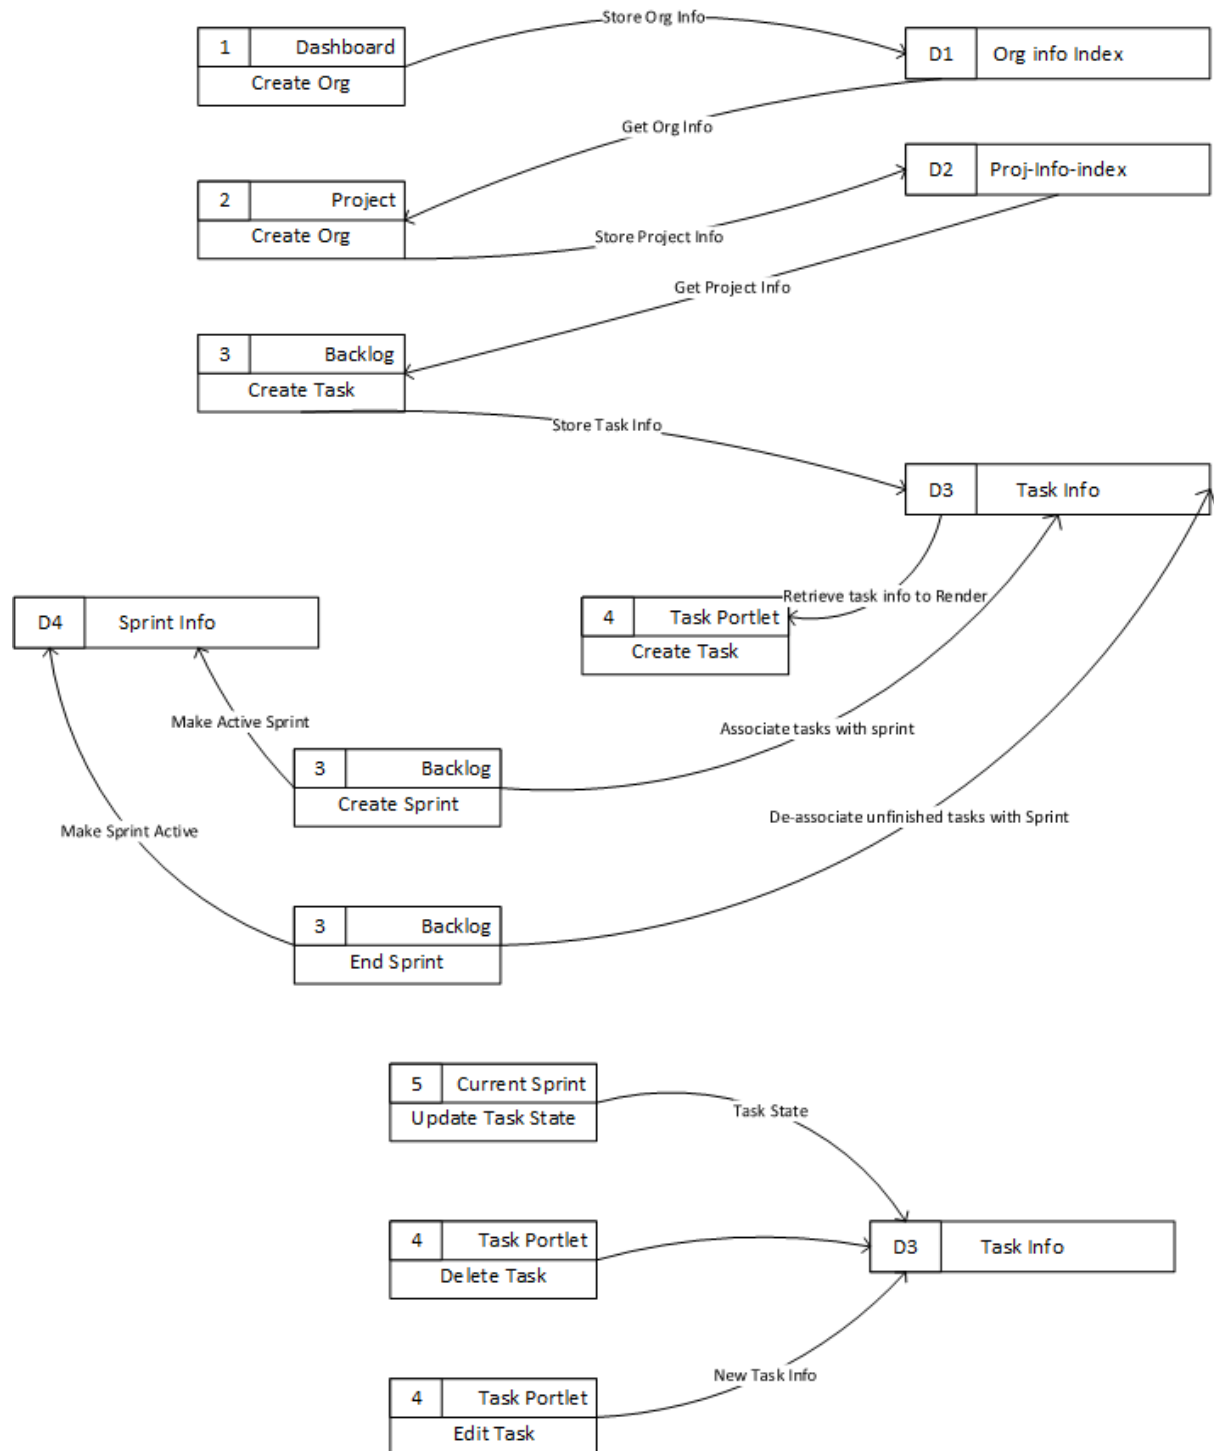 Store Org Info
1 Dashboard
Create Org
D1 Org info Index
Get Org Info
D2 Proj-Info-index
2 Project
Create Org
Store Project Info
Get Project Info
3 Backlog
Create Task
Store Task Info
D3 Task Info
Retrieve task info to Render
D4 Sprint Info
4 Task Portlet
Create Task
Make Active Sprint
Associate tasks with sprint
3 Backlog
Create Sprint
De-associate unfinished tasks with Sprint
Make Sprint Active
3 Backlog
End Sprint
5 Current Sprint
Update Task State
Task State
4 Task Portlet
Delete Task
D3 Task Info
New Task Info
4 Task Portlet
Edit Task